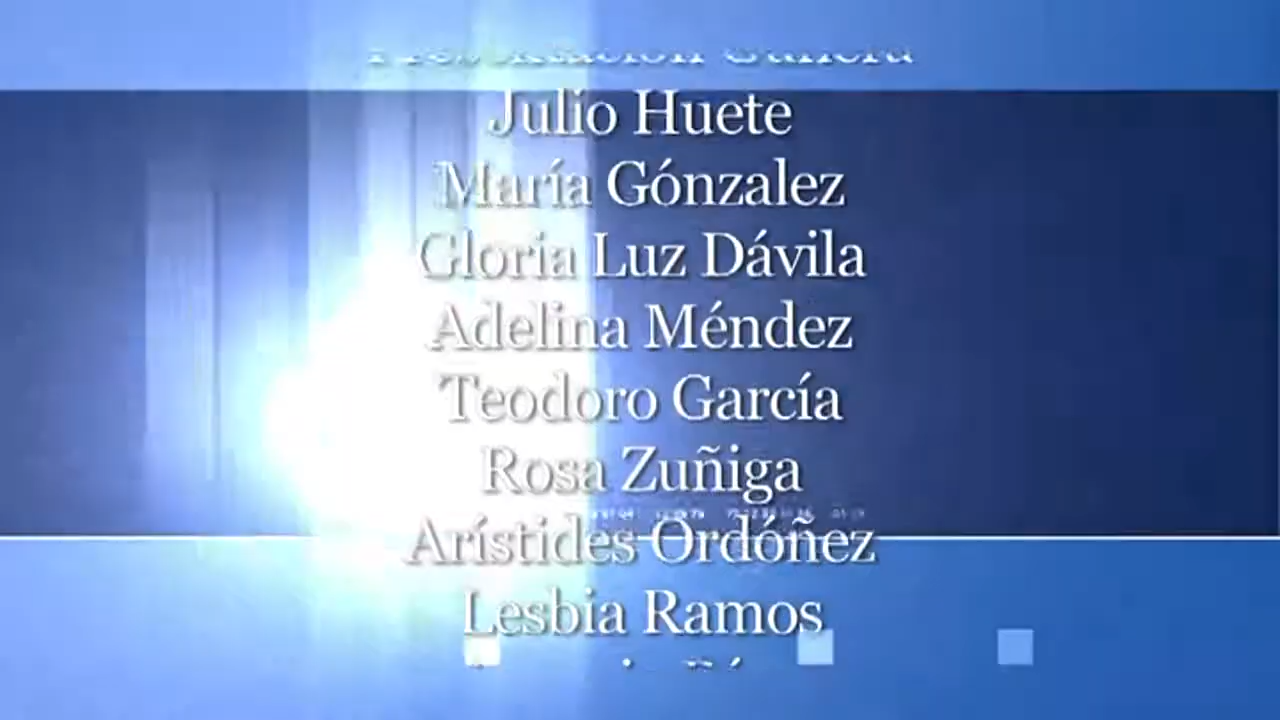 Julio Huete
María Gónzalez
Gloria Luz Dávila
Adelina Méndez
Teodoro García
Rosa Zuñiga
Arístides Ordóñez
Lesbia Ramos